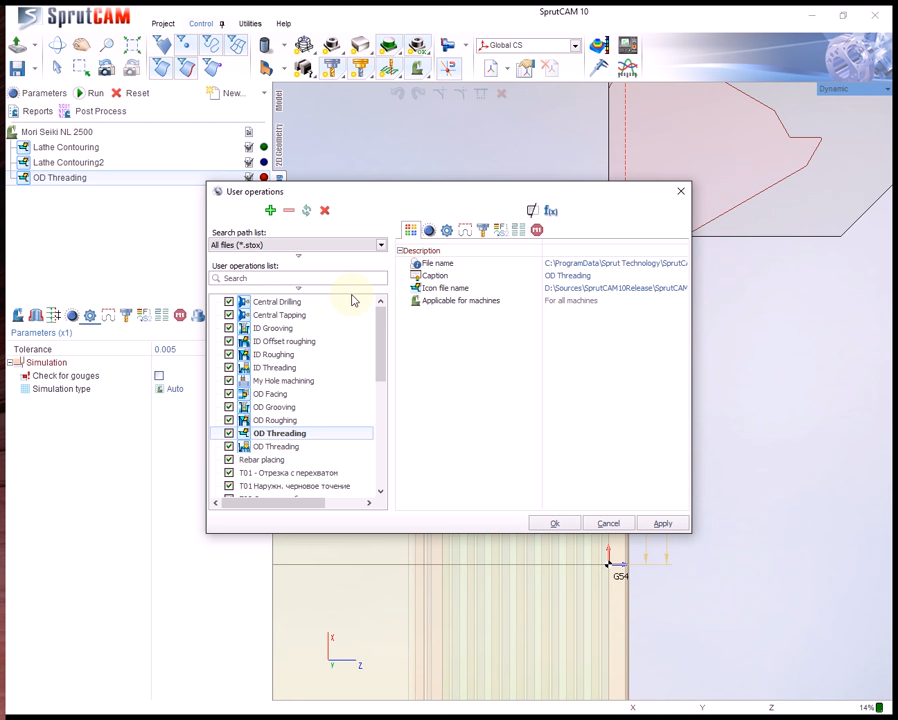 SprutCAM
Project Control Utilities Help
SprutCAM 10
Global CS
Parameters Run Reset New...
Reports Post Process
Dynamic
Model
2D Geometry
Mori Seiki NL 2500
Lathe Contouring
Lathe Contouring2
OD Threading
User operations
Search path list:
All files (*.stox)
f(x)
M1
User operations list:
Search
Description
File name C:\ProgramData\Sprut Technology\SprutCA
Caption OD Threading
Icon file name D:\Sources\SprutCAM10Release\SprutCAM
Applicable for machines For all machines
Central Drilling
Central Tapping
ID Grooving
ID Offset roughing
ID Roughing
ID Threading
My Hole machining
OD Facing
OD Grooving
OD Roughing
OD Threading
OD Threading
Rebar placing
T01 - Отрезка с перехватом
T01 Наружн. черновое точение
Ok Cancel Apply
Parameters (x1)
Tolerance 0.005
Simulation
Check for gouges
Simulation type Auto
G54
X
Y Z
X Y Z 14%